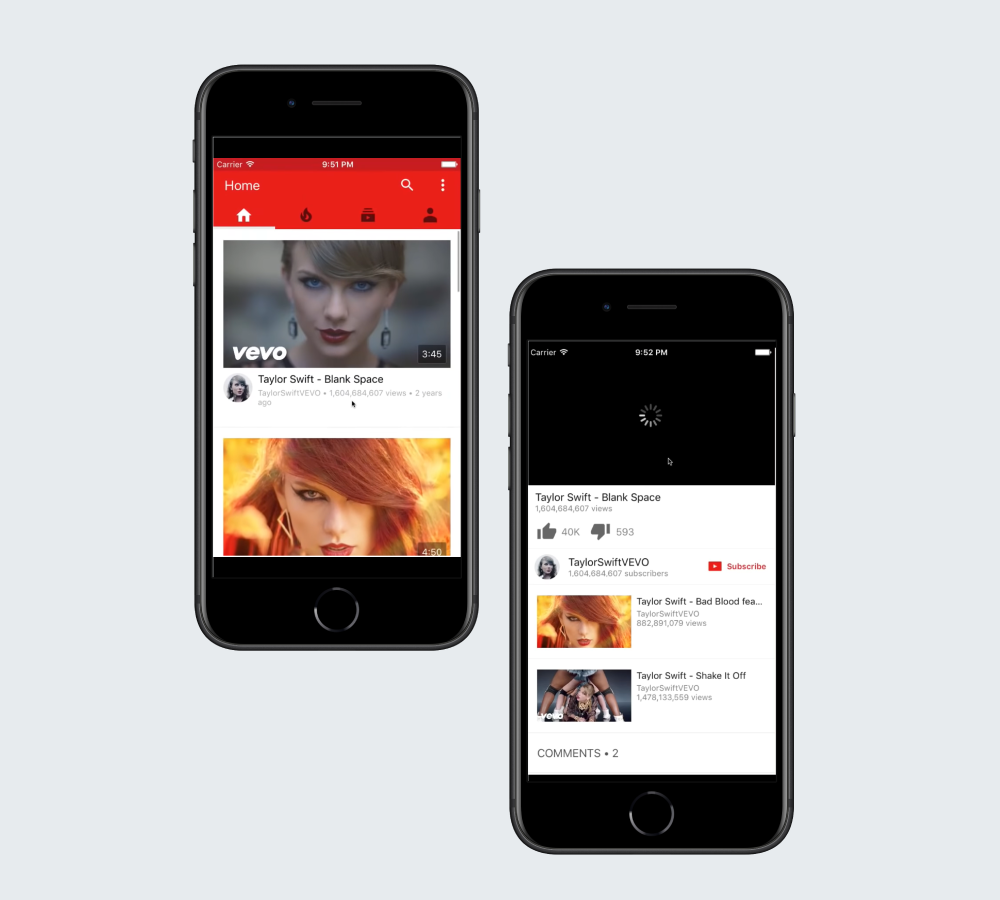 Carrier 9:51 PM
Home
vevo
3:45
Taylor Swift - Blank Space
TaylorSwiftVEVO • 1,604,684,607 views • 2 years
ago
4:50
Carrier 9:52 PM
Taylor Swift - Blank Space
1,604,684,607 views
40K 593
TaylorSwiftVEVO
1,604,684,607 subscribers
Subscribe
Taylor Swift - Bad Blood fea...
TaylorSwiftVEVO
882,891,079 views
Taylor Swift - Shake It Off
TaylorSwiftVEVO
1,478,133,559 views
vevo
COMMENTS • 2